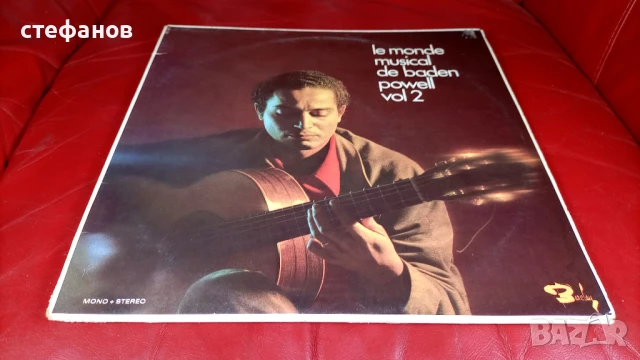 стефанов
le monde
musical
de baden
powell
vol 2
MONO + STEREO
Barclay
BAZAR